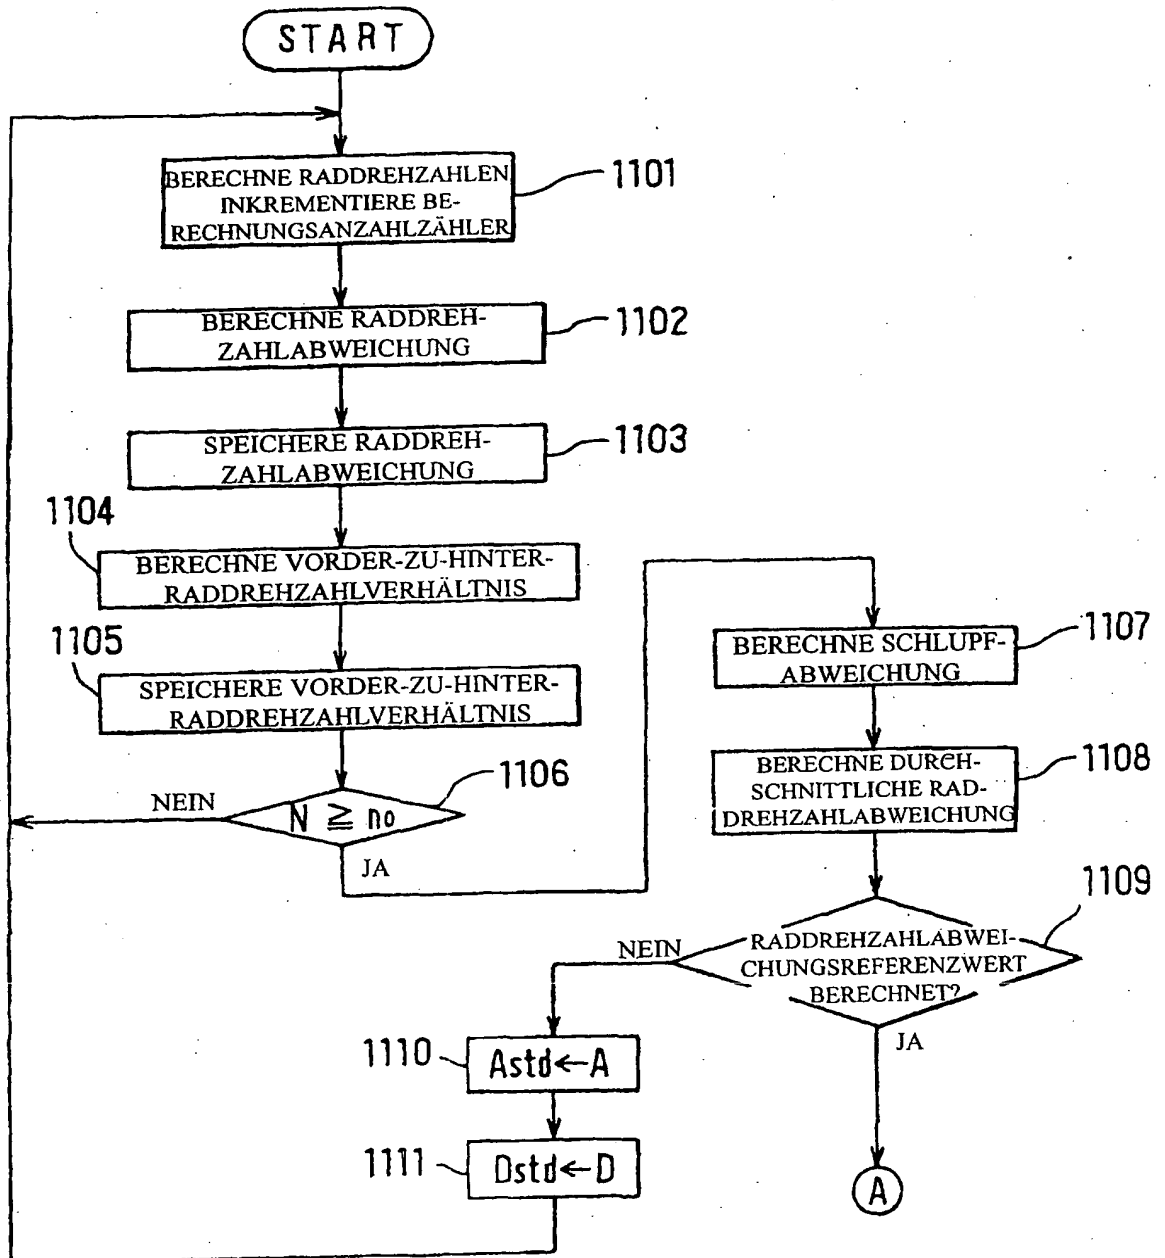 START
BERECHNE RADDREHZAHLEN
INKREMENTIERE BE-
RECHNUNGSANZAHLZÄHLER
1101
BERECHNE RADDREH-
ZAHLABWEICHUNG
1102
SPEICHERE RADDREH-
ZAHLABWEICHUNG
1103
1104
BERECHNE VORDER-ZU-HINTER-
RADDREHZAHLVERHÄLTNIS
1105
SPEICHERE VORDER-ZU-HINTER-
RADDREHZAHLVERHÄLTNIS
1106
N ≧ no
NEIN
JA
BERECHNE SCHLUPF-
ABWEICHUNG
1107
BERECHNE DURCH-
SCHNITTLICHE RAD-
DREHZAHLABWEICHUNG
1108
1109
RADDREHZAHLABWEI-
CHUNGSREFERENZWERT
BERECHNET?
NEIN
JA
1110
Astd←A
1111
Dstd←D
A